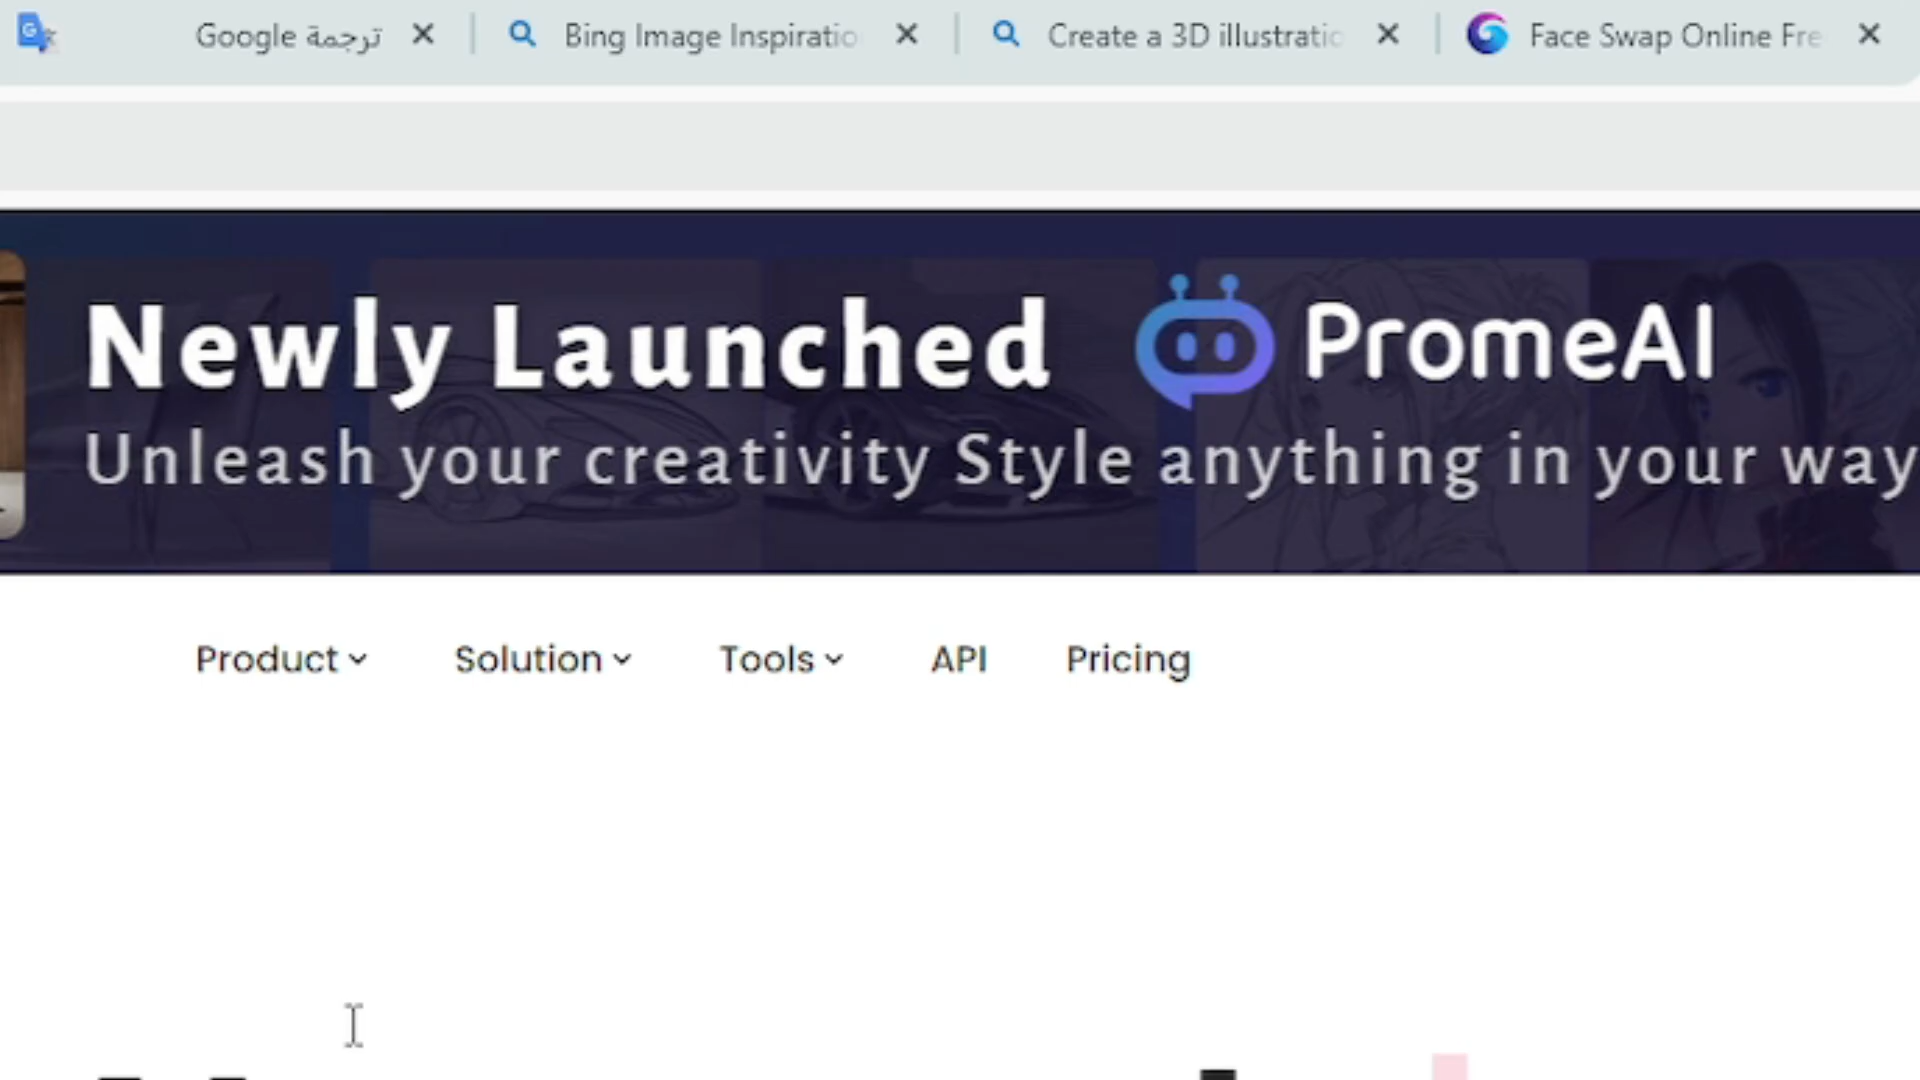 ترجمة Google
Bing Image Inspiratio
Create a 3D illustratio
Face Swap Online Fre
Newly Launched PromeAI
Unleash your creativity Style anything in your way
Product Solution Tools API Pricing